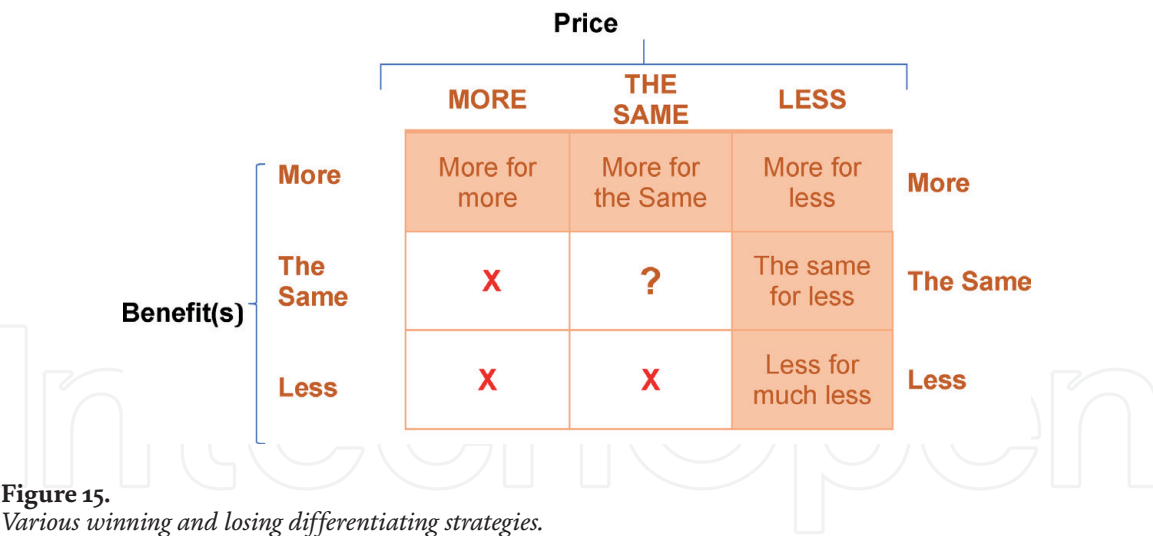 Price
MORE
THE
SAME
LESS
More
More for
more
More for
the Same
More for
less
More
The
Same
X
?
The same
for less
The Same
Benefit(s)
Less
X
X
Less for
much less
Less
IntechOpen
Figure 15.
Various winning and losing differentiating strategies.